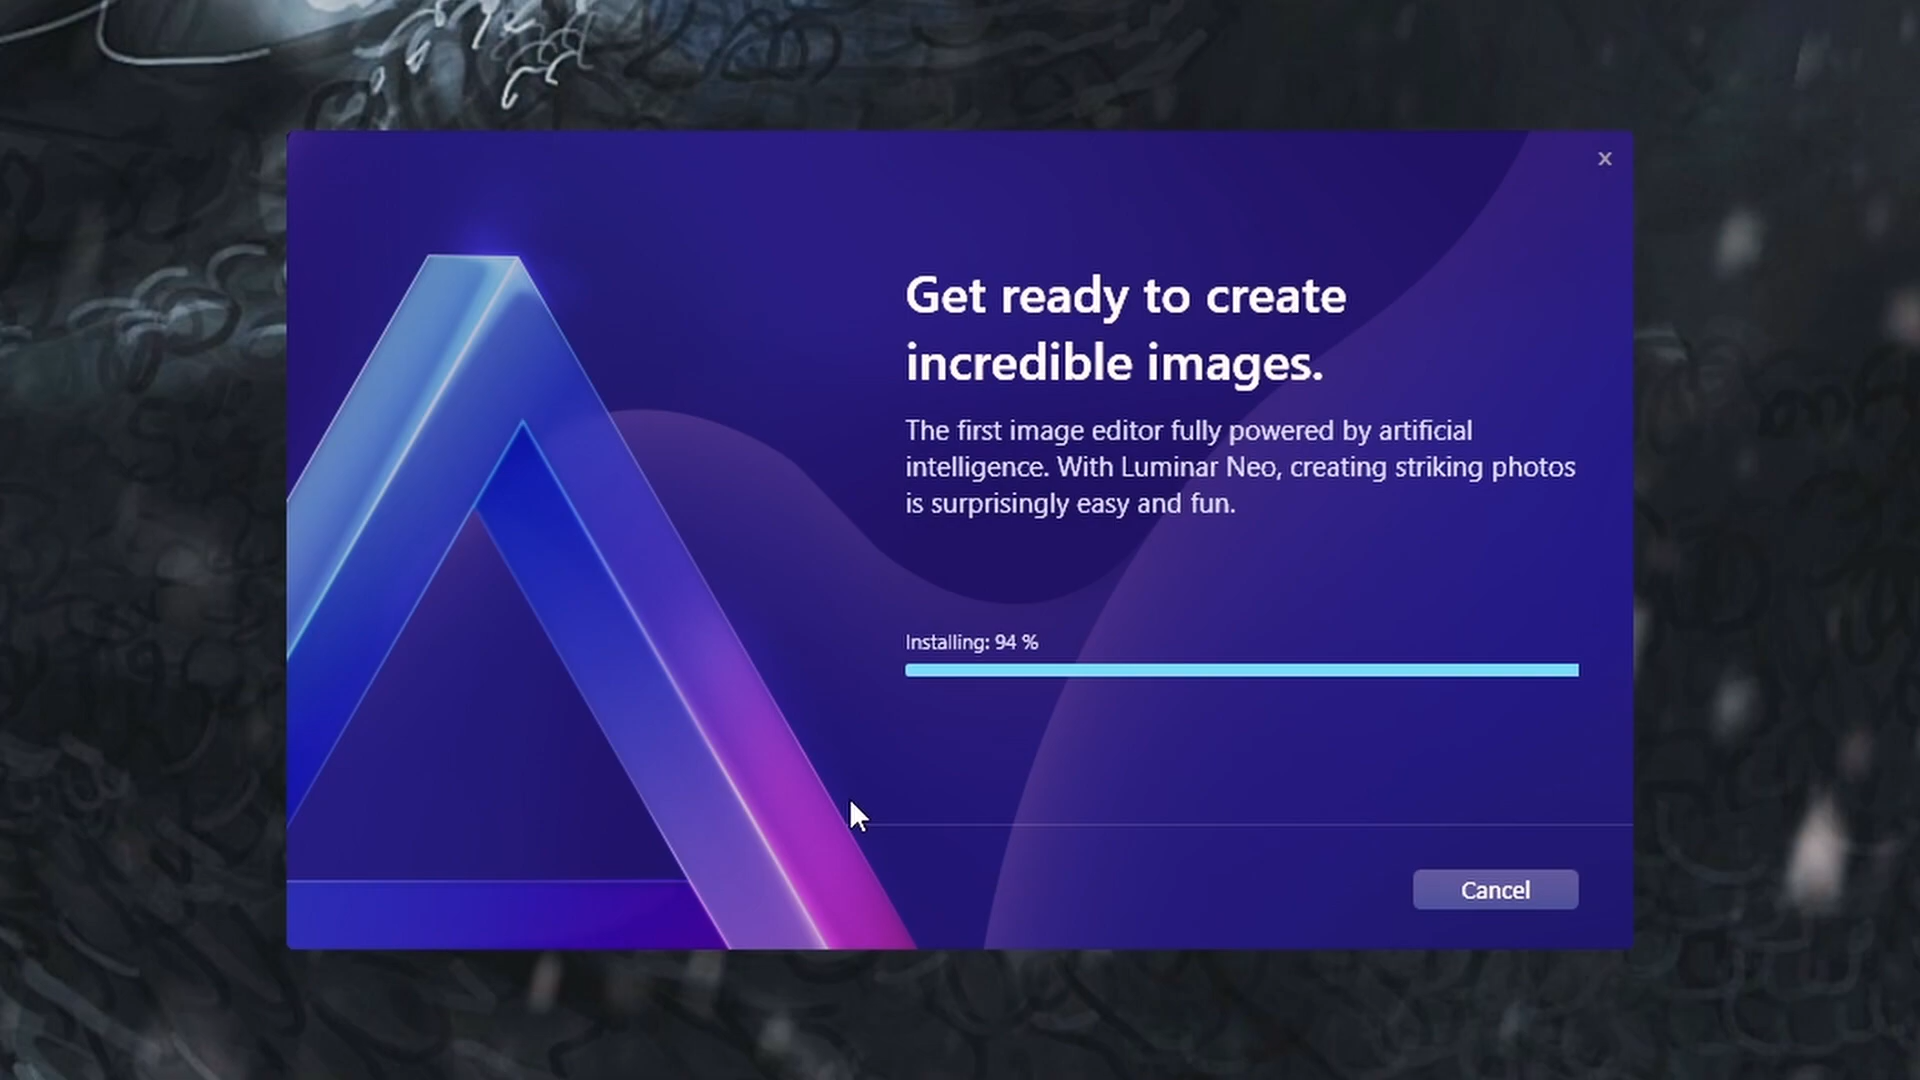 Get ready to create
incredible images.
The first image editor fully powered by artificial
intelligence. With Luminar Neo, creating striking photos
is surprisingly easy and fun.
Installing: 94 %
Cancel